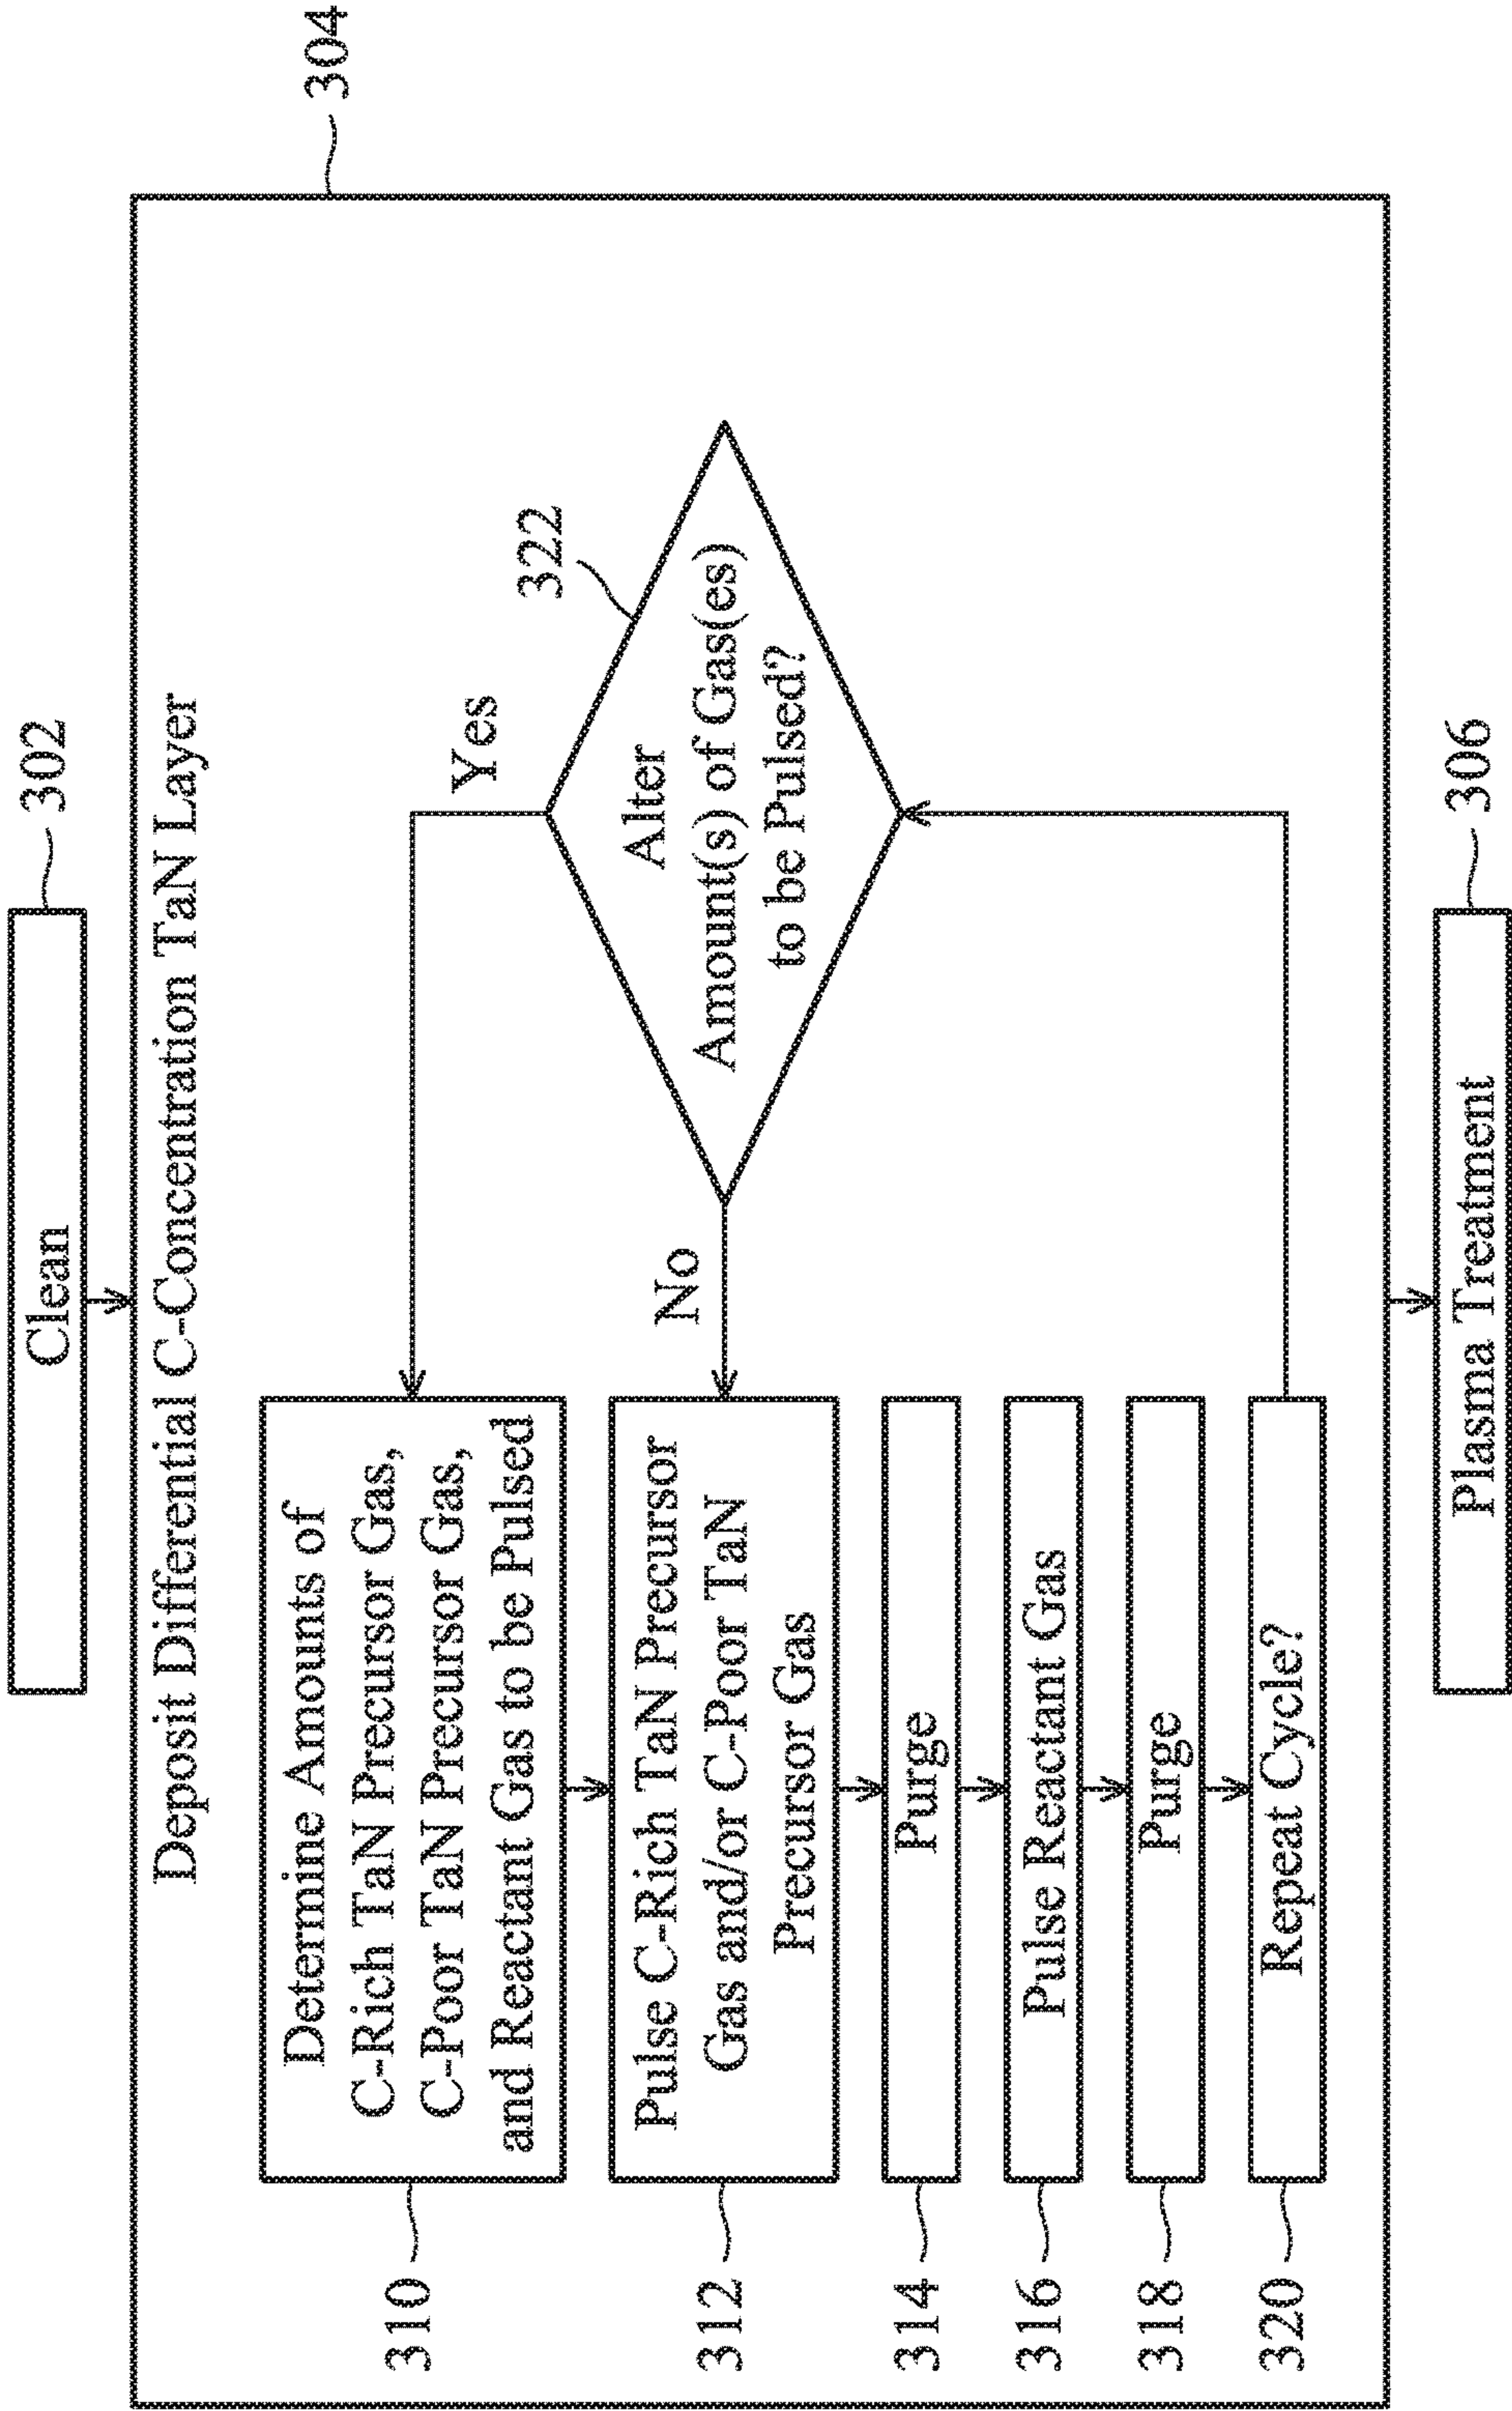 Clean
302
304
Deposit Differential C-Concentration TaN Layer
310
Determine Amounts of
C-Rich TaN Precursor Gas,
C-Poor TaN Precursor Gas,
and Reactant Gas to be Pulsed
Yes
322
Alter
Amount(s) of Gas(es)
to be Pulsed?
No
312
Pulse C-Rich TaN Precursor
Gas and/or C-Poor TaN
Precursor Gas
314
Purge
316
Pulse Reactant Gas
318
Purge
320
Repeat Cycle?
Plasma Treatment
306